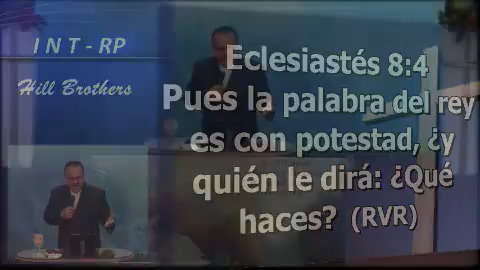 INT-RP
Hill Brothers
Eclesiastés 8:4
Pues la palabra del rey
es con potestad, ¿y
quién le dirá: ¿Qué
haces? (RVR)